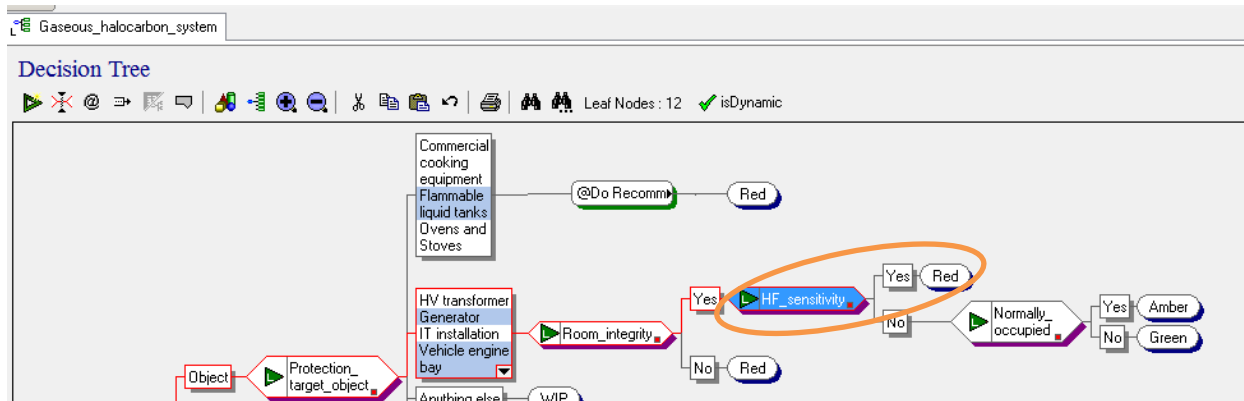 Gaseous_halocarbon_system
Decision Tree
@
Leaf Nodes : 12
isDynamic
Commercial
cooking
equipment
Flammable
liquid tanks
Ovens and
Stoves
@Do Recomm
Red
HV transformer
Generator
IT installation
Vehicle engine
bay
Room_integrity
Yes
HF_sensitivity
Yes
Red
No
Normally_
occupied
Yes
Amber
No
Green
No
Red
Object
Protection_
target_object
Anything else
WIP